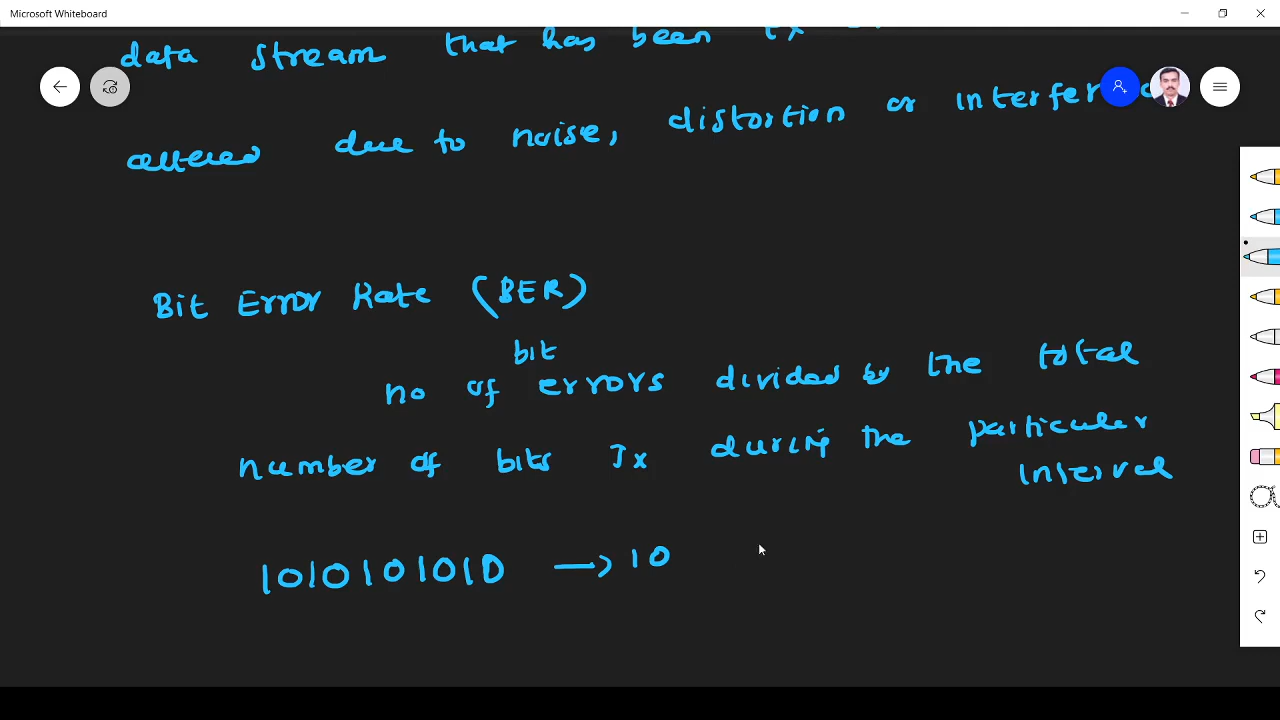 Microsoft Whiteboard
data stream that has been Tx
altered due to noise, distortion or interfer
Bit Error Rate (BER)
bit
no of errors divided by the total
number of bits Tx during the particular
interval
1010101010 → 10